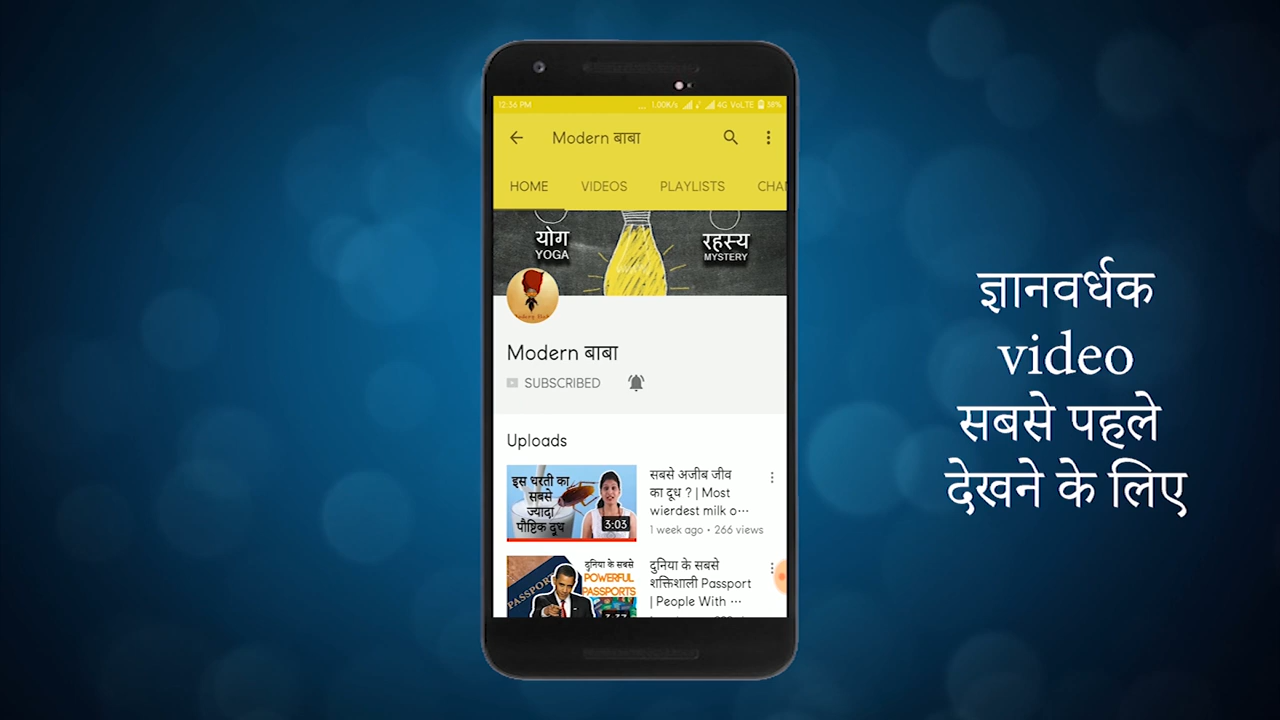 12:36 PM ... 1.00K/s 4G VoLTE 38%
Modern बाबा
HOME VIDEOS PLAYLISTS CHA
योग
YOGA
रहस्य
MYSTERY
Modern बाबा
SUBSCRIBED
Uploads
इस धरती का
सबसे
ज्यादा
पौष्टिक दूध
3:03
सबसे अजीब जीव
का दूध ? | Most
wierdest milk o...
1 week ago • 266 views
PASSPORT
दुनिया के सबसे
POWERFUL
PASSPORTS
दुनिया के सबसे
शक्तिशाली Passport
| People With ...
ज्ञानवर्धक
video
सबसे पहले
देखने के लिए